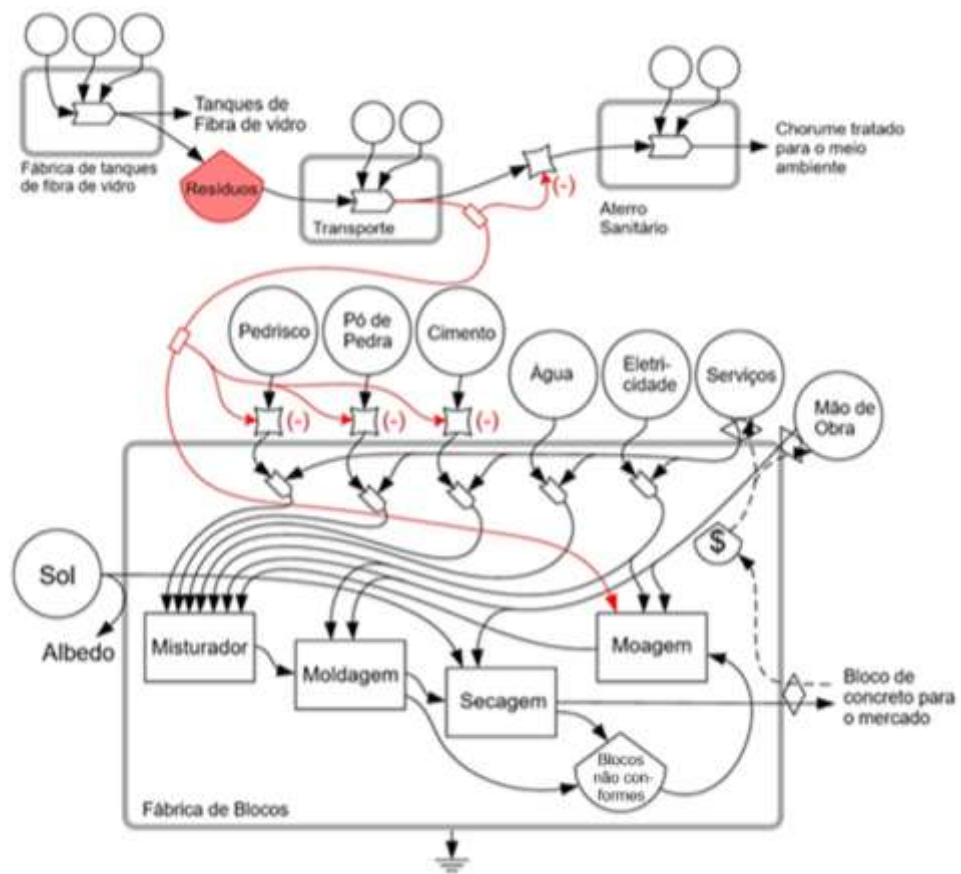 Tanques de
Fibra de vidro
Fábrica de tanques
de fibra de vidro
Resíduos
Transporte
(-)
Aterro
Sanitário
Chorume tratado
para o meio
ambiente
Pedrisco
Pó de
Pedra
Cimento
Água
Eletri-
cidade
Serviços
Mão de
Obra
(-)
(-)
(-)
$
Sol
Albedo
Misturador
Moldagem
Secagem
Moagem
Bloco de
concreto para
o mercado
Blocos
não con-
formes
Fábrica de Blocos